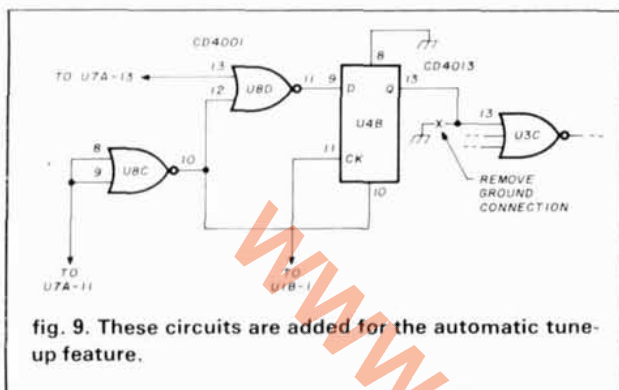 CD4001
CD4013
TO U7A-13
13
12
U8D
11
9
D
8
Q
13
U4B
11
CK
10
13
U3C
8
9
U8C
10
X
REMOVE
GROUND
CONNECTION
TO
U7A-11
TO
fig. 9. These circuits are added for the automatic tune-
up feature.
WWW